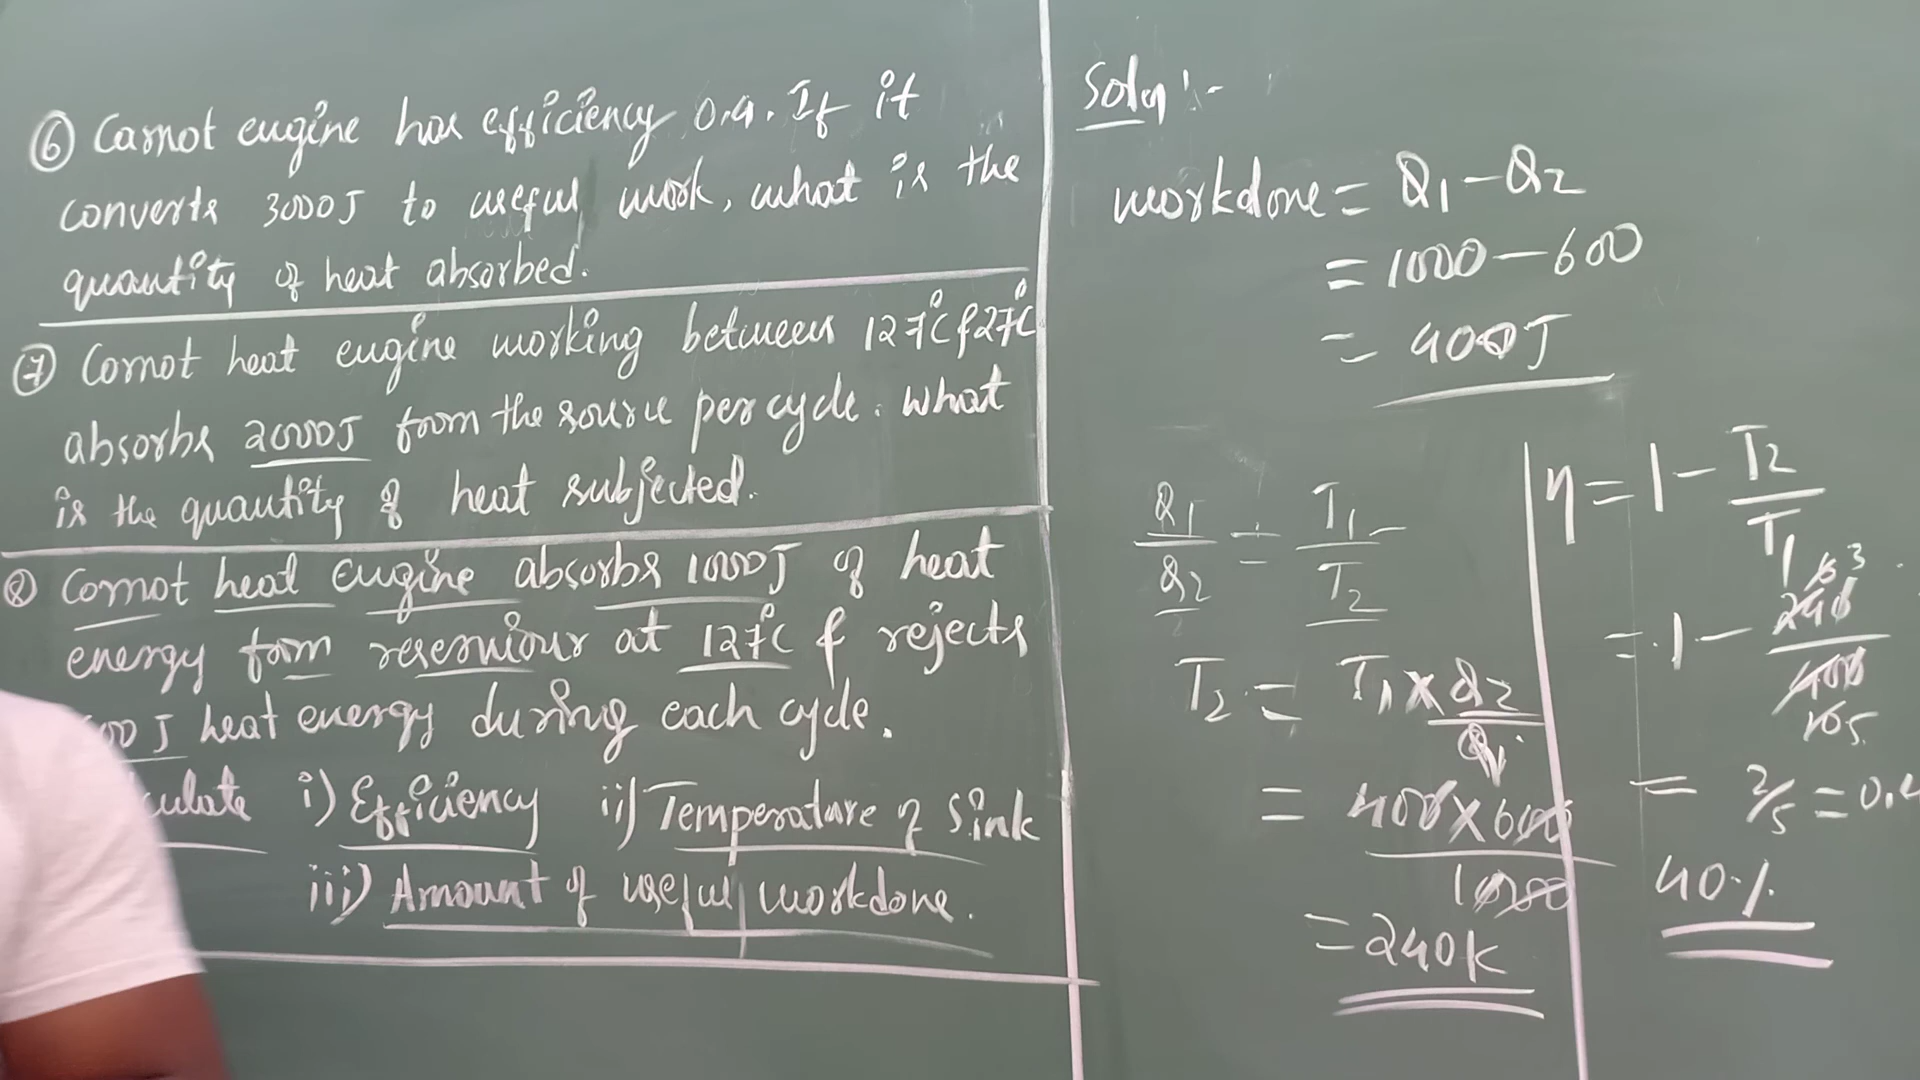 ⑥ Carnot engine has efficiency 0.4. If it
converts 3000J to useful work, what is the
quantity of heat absorbed.
⑦ Cornot heat engine working between 127°C & 27°C
absorbs 2000J from the source per cycle. what
is the quantity of heat subjected.
⑧ Cornot heat engine absorbs 1000J of heat
energy from at 127°C & rejects
00 J heat energy during each cycle.
culate i) Efficiency ii) Temperature of Sink
iii) Amount of useful workdone.
Soln :-
workdone = Q1 - Q2
= 1000 - 600
= 400J
Q1/Q2 = T1/T2
T2 = T1 × Q2/Q1
= 400 × 600/1000
= 240K
η = 1 - T2/T1
= 1 - 240/400
= 2/5 = 0.4
40%